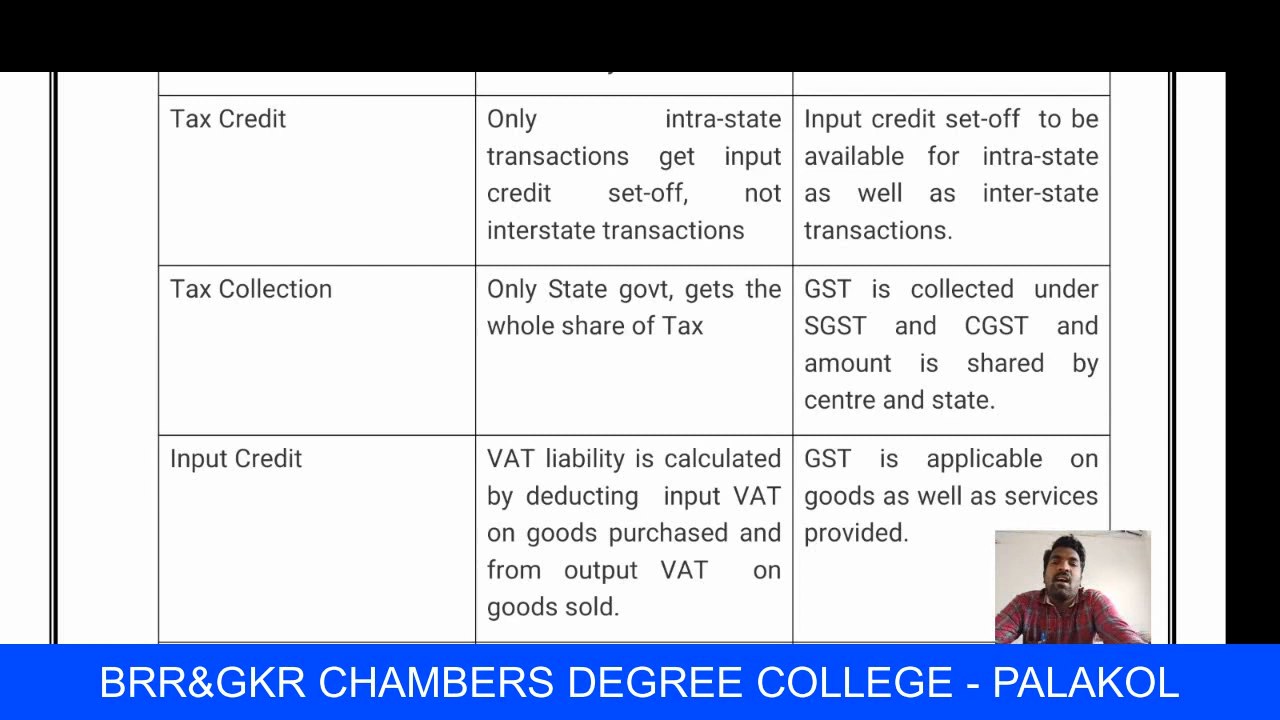 Tax Credit
Only intra-state
transactions get input
credit set-off, not
interstate transactions
Input credit set-off to be
available for intra-state
as well as inter-state
transactions.
Tax Collection
Only State govt, gets the
whole share of Tax
GST is collected under
SGST and CGST and
amount is shared by
centre and state.
Input Credit
VAT liability is calculated
by deducting input VAT
on goods purchased and
from output VAT on
goods sold.
GST is applicable on
goods as well as services
provided.
BRR&GKR CHAMBERS DEGREE COLLEGE - PALAKOL